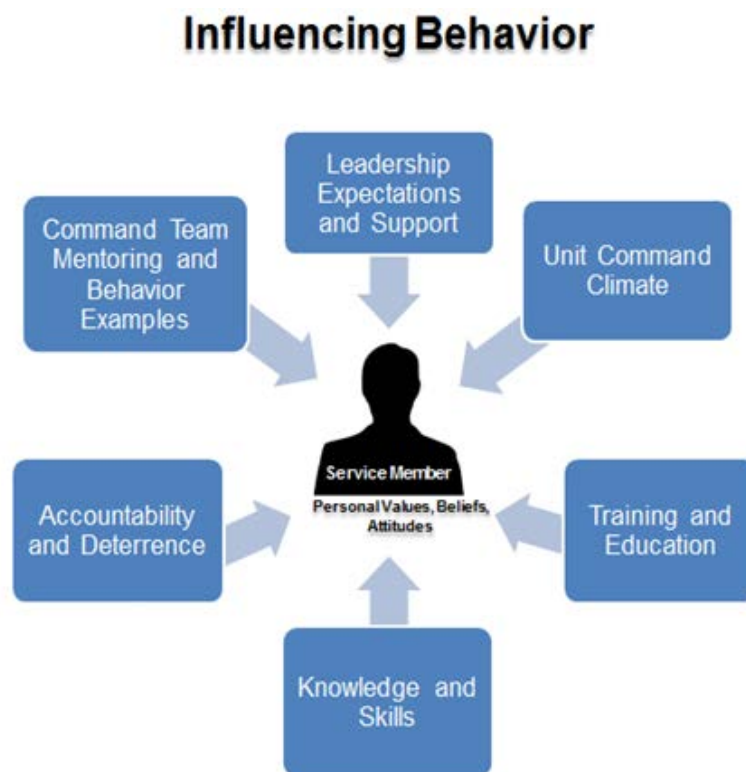 Influencing Behavior
Leadership
Expectations
and Support
Command Team
Mentoring and
Behavior
Examples
Unit Command
Climate
Service Member
Personal Values, Beliefs,
Attitudes
Accountability
and Deterrence
Training and
Education
Knowledge and
Skills